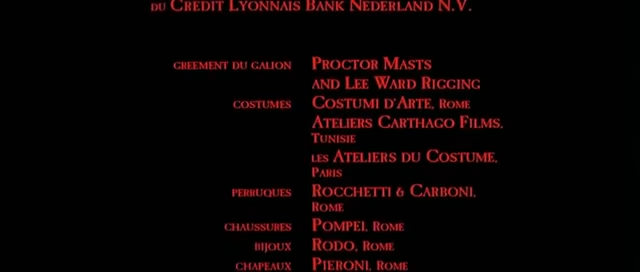 DU CREDIT LYONNAIS BANK NEDERLAND N.V.
GREEMENT DU GALION PROCTOR MASTS
AND LEE WARD RIGGING
COSTUMES COSTUMI D'ARTE, ROME
ATELIERS CARTHAGO FILMS,
TUNISIE
LES ATELIERS DU COSTUME,
PARIS
PERRUQUES ROCCHETTI & CARBONI,
ROME
CHAUSSURES POMPEI, ROME
BIJOUX RODO, ROME
CHAPEAUX PIERONI, ROME